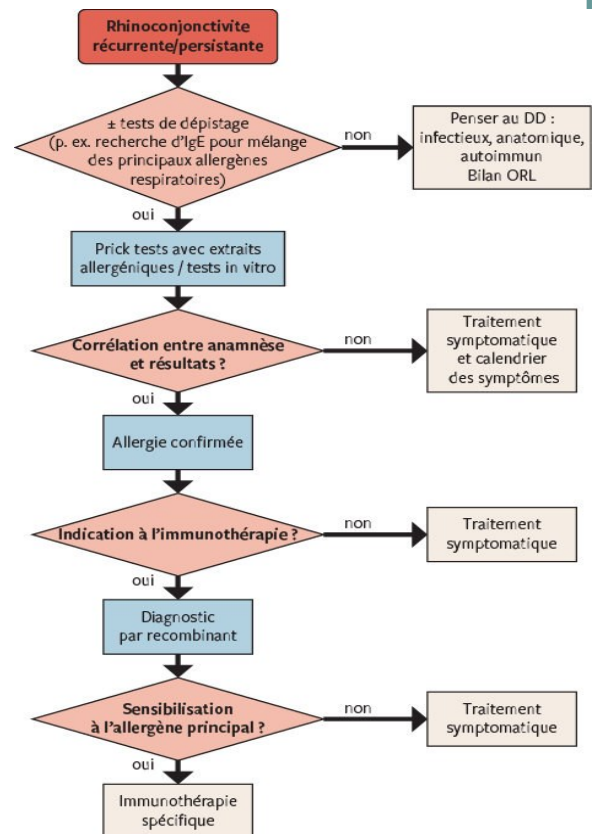 Rhinoconjonctivite
récurrente/persistante
± tests de dépistage
(p. ex. recherche d'IgE pour mélange
des principaux allergènes
respiratoires)
non
Penser au DD :
infectieux, anatomique,
autoimmun
Bilan ORL
oui
Prick tests avec extraits
allergéniques / tests in vitro
Corrélation entre anamnèse
et résultats ?
non
Traitement
symptomatique
et calendrier
des symptômes
oui
Allergie confirmée
Indication à l'immunothérapie ?
non
Traitement
symptomatique
oui
Diagnostic
par recombinant
Sensibilisation
à l'allergène principal ?
non
Traitement
symptomatique
oui
Immunothérapie
spécifique